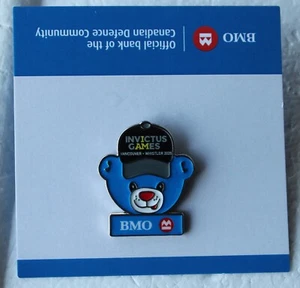 BMO
Official bank of the
Canadian Defence Community
INVICTUS
GAMES
VANCOUVER · WHISTLER 2025
BMO